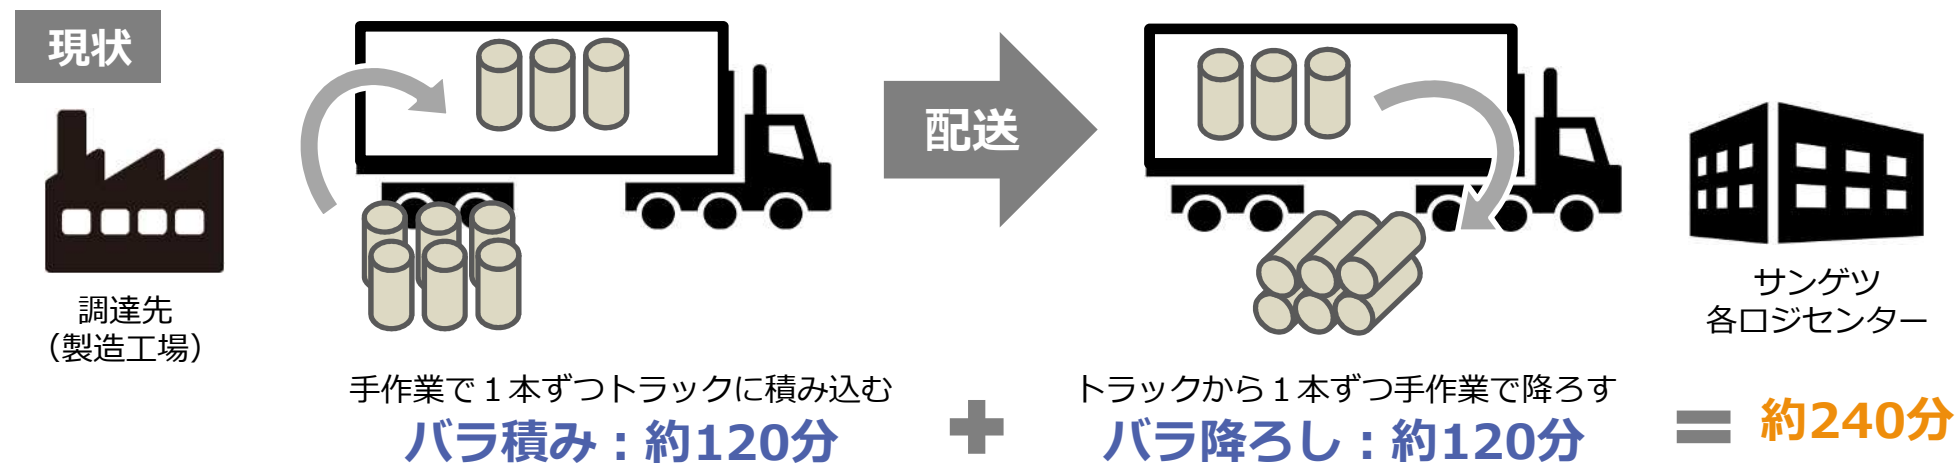 現状
配送
調達先
（製造工場）
サンゲツ
各ロジセンター
手作業で１本ずつトラックに積み込む
バラ積み：約120分
＋
トラックから１本ずつ手作業で降ろす
バラ降ろし：約120分
＝
約240分